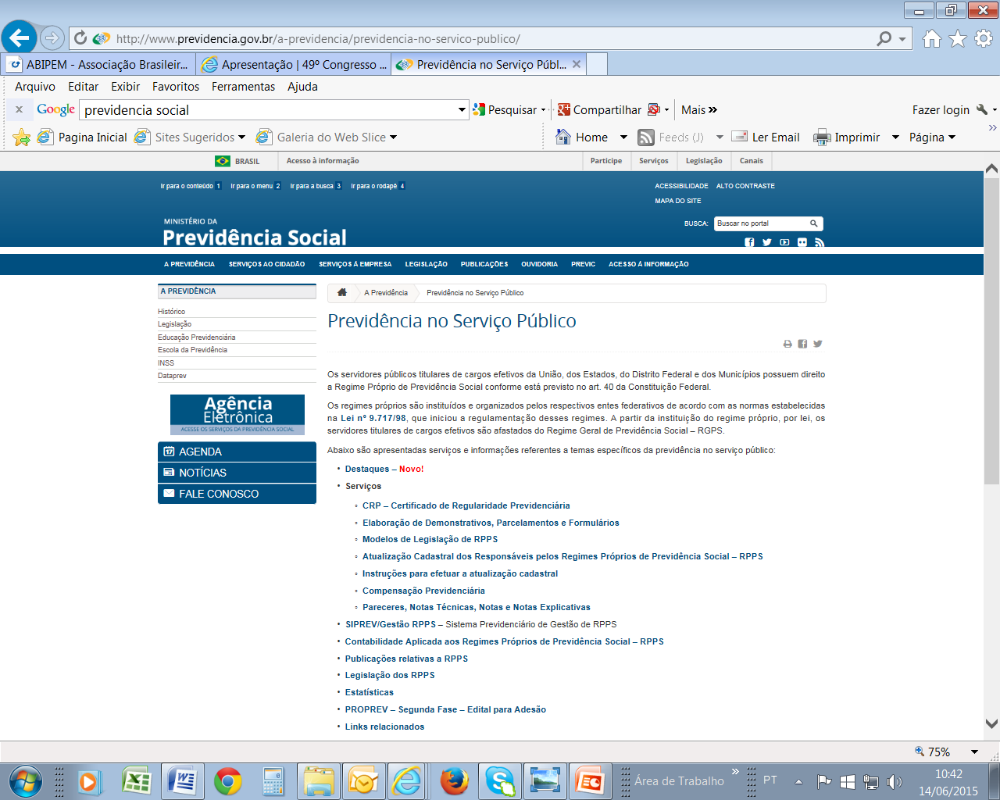 http://www.previdencia.gov.br/a-previdencia/previdencia-no-servico-publico/
ABIPEM - Associação Brasileir...
Apresentação | 49º Congresso ...
Previdência no Serviço Públ...
Arquivo Editar Exibir Favoritos Ferramentas Ajuda
x Google previdencia social Pesquisar Compartilhar Mais » Fazer login
Pagina Inicial Sites Sugeridos Galeria do Web Slice Home Feeds (J) Ler Email Imprimir Página »
BRASIL Acesso à informação Participe Serviços Legislação Canais
Ir para o conteúdo 1 Ir para o menu 2 Ir para a busca 3 Ir para o rodapé 4 ACESSIBILIDADE ALTO CONTRASTE
MAPA DO SITE
MINISTÉRIO DA
Previdência Social
BUSCA: Buscar no portal
A PREVIDÊNCIA SERVIÇOS AO CIDADÃO SERVIÇOS À EMPRESA LEGISLAÇÃO PUBLICAÇÕES OUVIDORIA PREVIC ACESSO À INFORMAÇÃO
A PREVIDÊNCIA
Histórico
Legislação
Educação Previdenciária
Escola da Previdência
INSS
Dataprev
Agência
Eletrônica
ACESSE OS SERVIÇOS DA PREVIDÊNCIA SOCIAL
17 AGENDA
NOTÍCIAS
FALE CONOSCO
A Previdência Previdência no Serviço Público
Previdência no Serviço Público
Os servidores públicos titulares de cargos efetivos da União, dos Estados, do Distrito Federal e dos Municípios possuem direito
a Regime Próprio de Previdência Social conforme está previsto no art. 40 da Constituição Federal.
Os regimes próprios são instituídos e organizados pelos respectivos entes federativos de acordo com as normas estabelecidas
na Lei nº 9.717/98, que iniciou a regulamentação desses regimes. A partir da instituição do regime próprio, por lei, os
servidores titulares de cargos efetivos são afastados do Regime Geral de Previdência Social – RGPS.
Abaixo são apresentadas serviços e informações referentes a temas específicos da previdência no serviço público:
• Destaques – Novo!
• Serviços
◦ CRP – Certificado de Regularidade Previdenciária
◦ Elaboração de Demonstrativos, Parcelamentos e Formulários
◦ Modelos de Legislação de RPPS
◦ Atualização Cadastral dos Responsáveis pelos Regimes Próprios de Previdência Social – RPPS
◦ Instruções para efetuar a atualização cadastral
◦ Compensação Previdenciária
◦ Pareceres, Notas Técnicas, Notas e Notas Explicativas
• SIPREV/Gestão RPPS – Sistema Previdenciário de Gestão de RPPS
• Contabilidade Aplicada aos Regimes Próprios de Previdência Social – RPPS
• Publicações relativas a RPPS
• Legislação dos RPPS
• Estatísticas
• PROPREV – Segunda Fase – Edital para Adesão
• Links relacionados
75%
Área de Trabalho » PT 10:42
14/06/2015